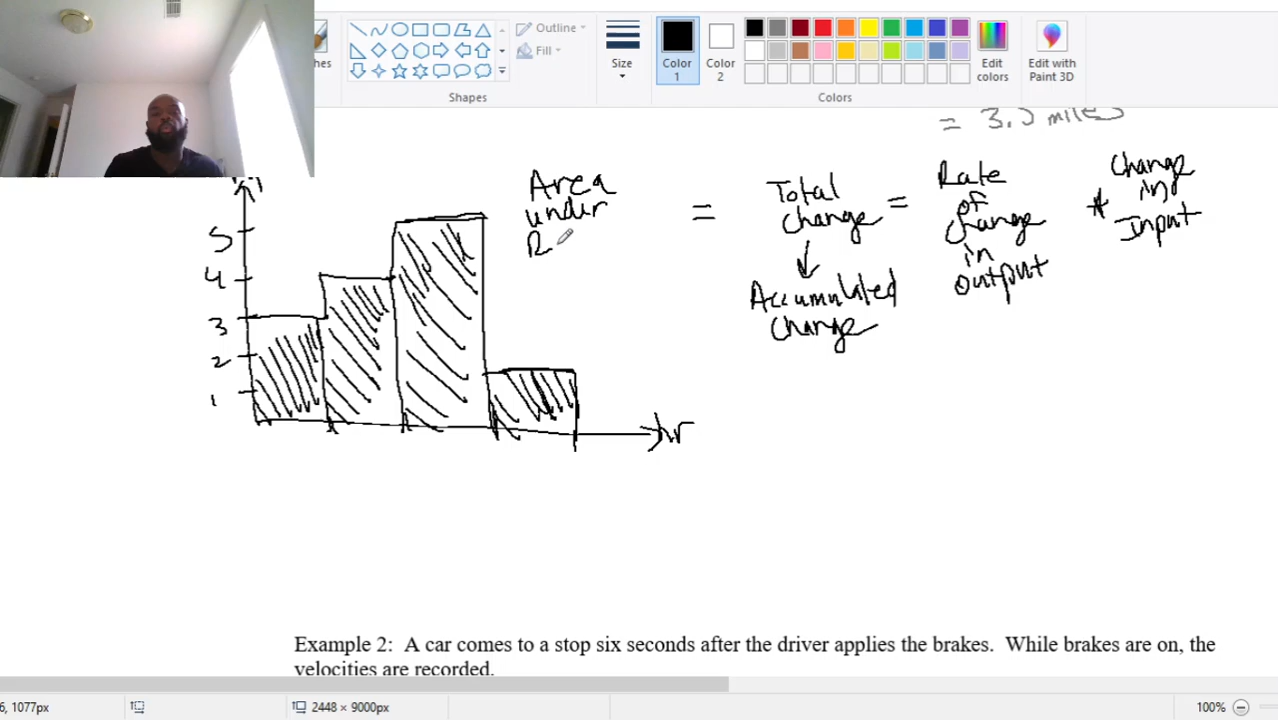 Outline
Fill
Size
Color
1
Color
2
Edit
colors
Edit with
Paint 3D
hes
Shapes
Colors
= 3.5 miles
5
4
3
2
1
hr
Area
under
R
=
Total
change
Accumulated
change
=
Rate
of
change
in
output
*
Change
in
Input
Example 2: A car comes to a stop six seconds after the driver applies the brakes. While brakes are on, the
velocities are recorded.
6, 1077px
2448 × 9000px
100%